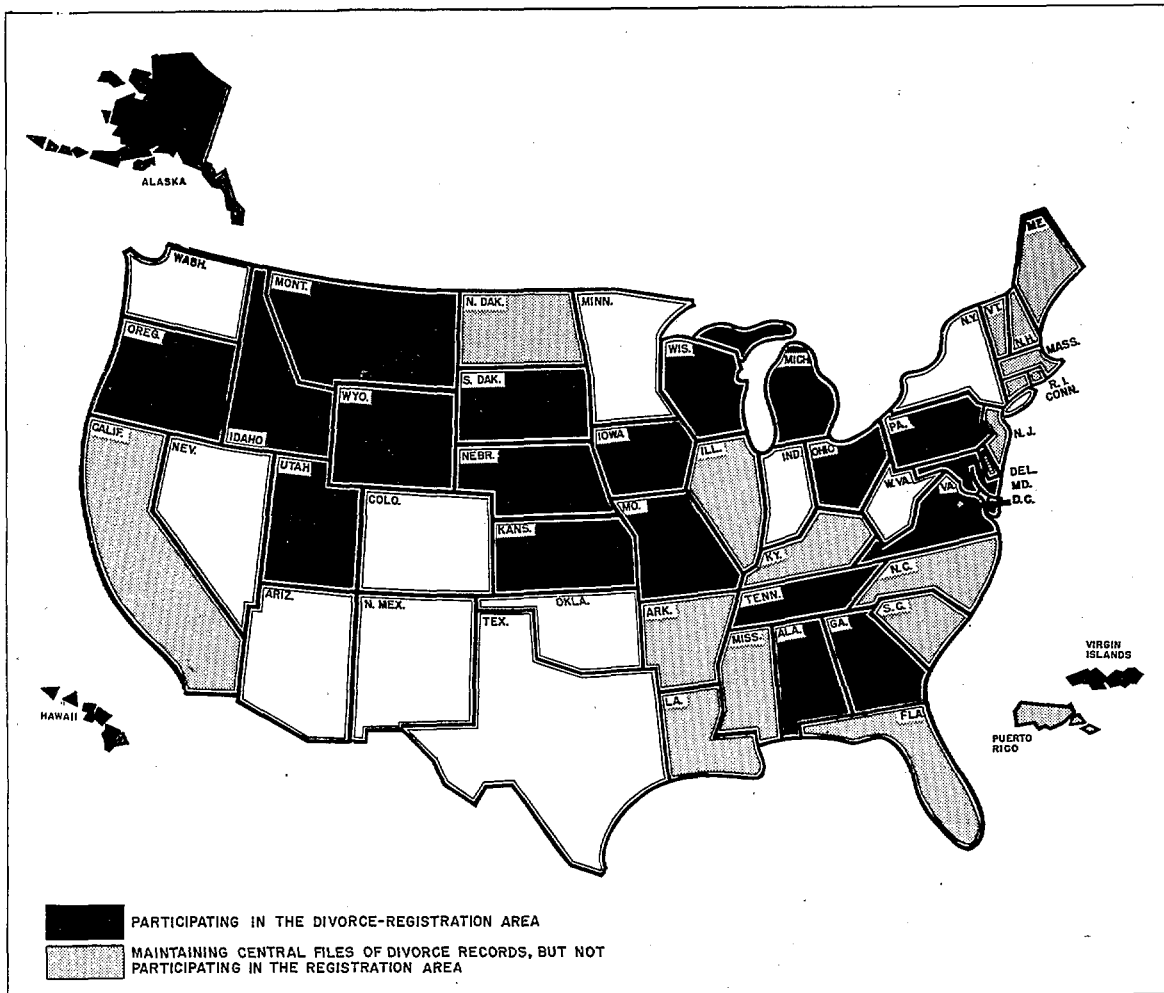 ALASKA
WASH.
MONT.
N. DAK.
MINN.
ME.
OREG.
IDAHO
WYO.
S. DAK.
WIS.
MICH.
N.Y.
VT.
N.H.
MASS.
R. I.
CONN.
CALIF.
NEV.
UTAH
COLO.
NEBR.
IOWA
ILL.
IND.
OHIO
PA.
N. J.
DEL.
MD.
D.C.
W.VA.
VA.
KANS.
MO.
KY.
N.C.
TENN.
S.C.
ARIZ.
N. MEX.
TEX.
OKLA.
ARK.
MISS.
ALA.
GA.
LA.
FLA.
HAWAII
VIRGIN
ISLANDS
PUERTO
RICO
PARTICIPATING IN THE DIVORCE-REGISTRATION AREA
MAINTAINING CENTRAL FILES OF DIVORCE RECORDS, BUT NOT
PARTICIPATING IN THE REGISTRATION AREA